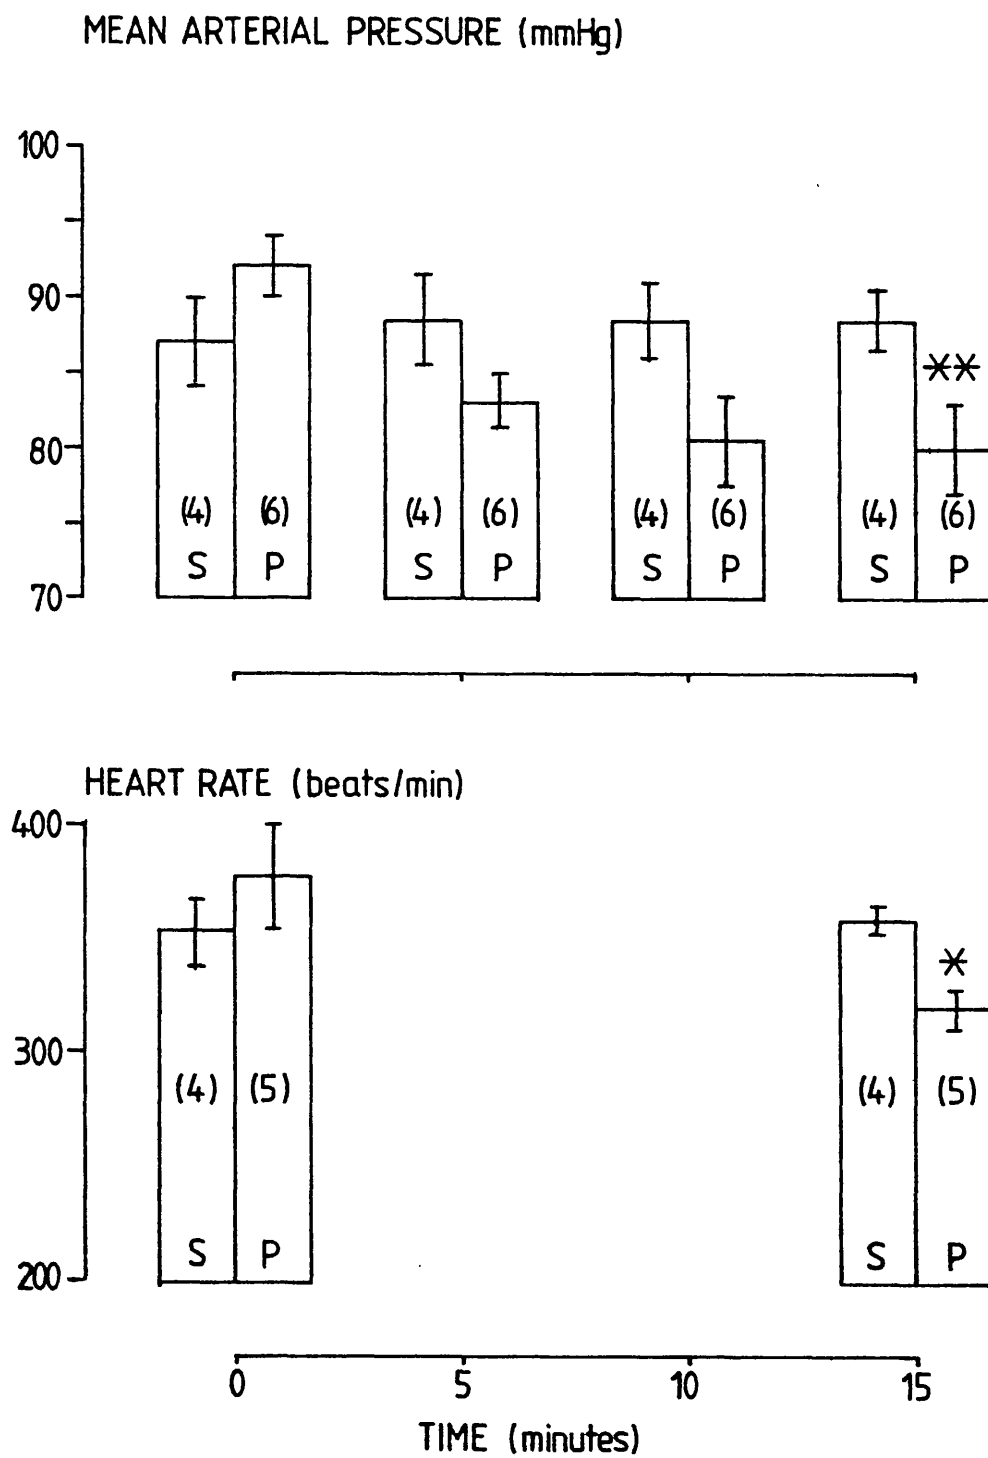 MEAN ARTERIAL PRESSURE (mmHg)
100
90
**
80
(4) (6) (4) (6) (4) (6) (4) (6)
S P S P S P S P
70
HEART RATE (beats/min)
400
*
300
(4) (5) (4) (5)
S P S P
200
0 5 10 15
TIME (minutes)